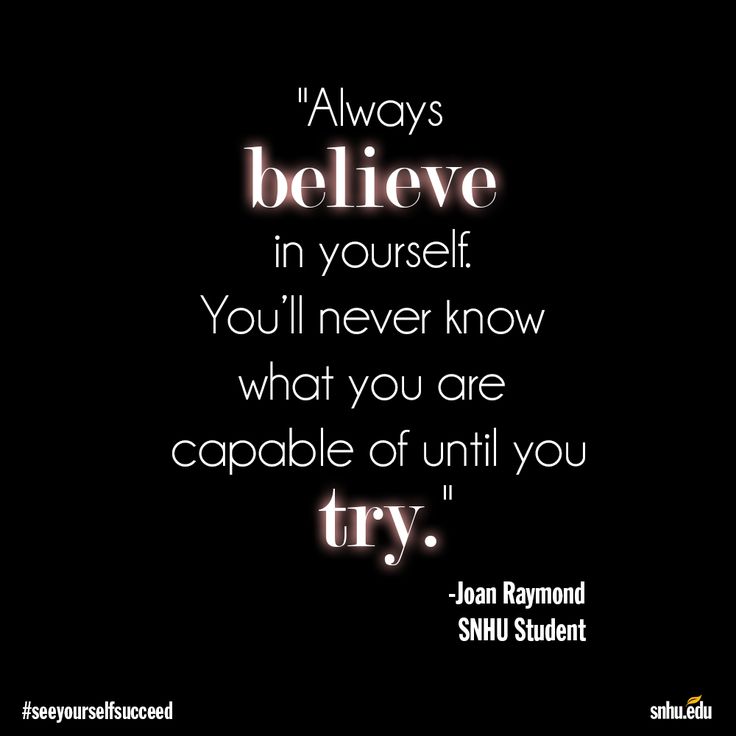 "Always
believe
in yourself.
You'll never know
what you are
capable of until you
try."
-Joan Raymond
SNHU Student
#seeyourselfsucceed
snhu.edu